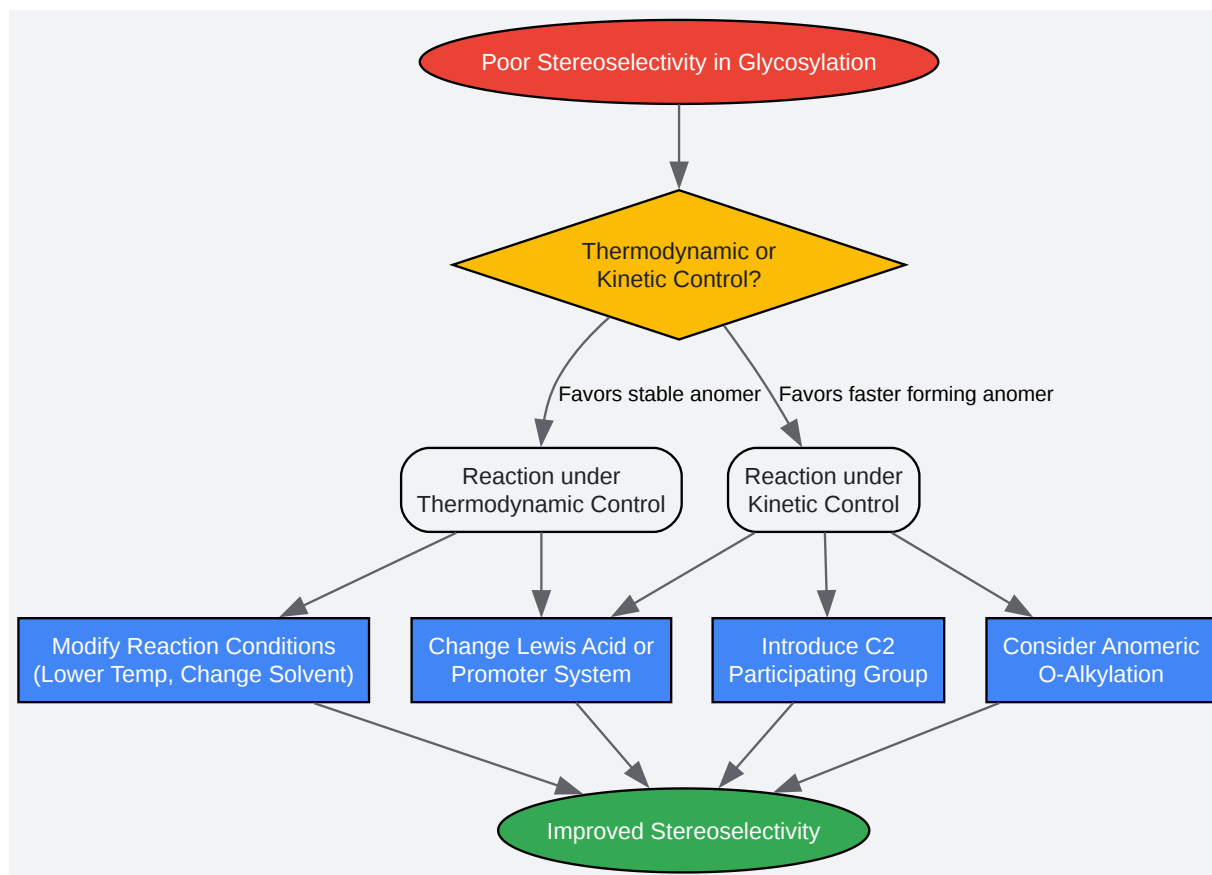 Poor Stereoselectivity in Glycosylation
Thermodynamic or
Kinetic Control?
Favors stable anomer
Favors faster forming anomer
Reaction under
Thermodynamic Control
Reaction under
Kinetic Control
Modify Reaction Conditions
(Lower Temp, Change Solvent)
Change Lewis Acid or
Promoter System
Introduce C2
Participating Group
Consider Anomeric
O-Alkylation
Improved Stereoselectivity